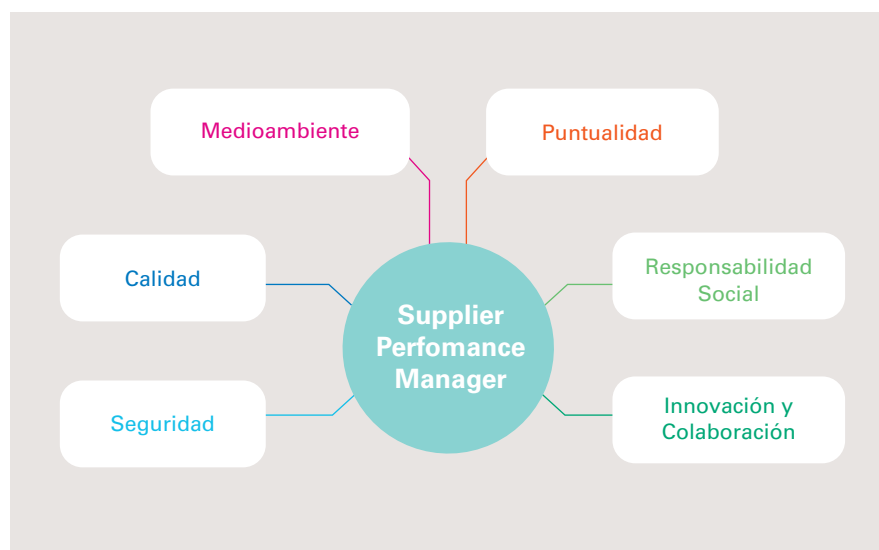 Medioambiente
Puntualidad
Calidad
Responsabilidad
Social
Supplier
Perfomance
Manager
Seguridad
Innovación y
Colaboración